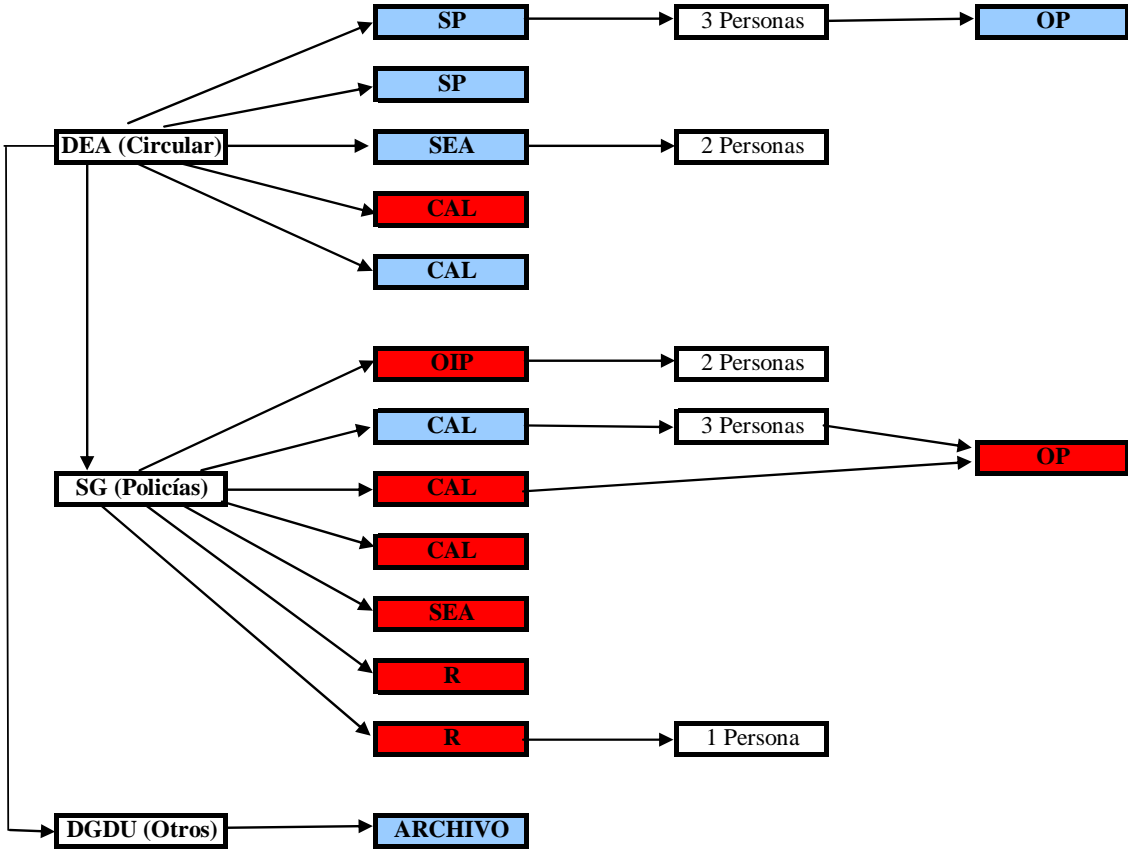 SP
3 Personas
OP
SP
DEA (Circular)
SEA
2 Personas
CAL
CAL
OIP
2 Personas
CAL
3 Personas
OP
SG (Policías)
CAL
CAL
SEA
R
R
1 Persona
DGDU (Otros)
ARCHIVO